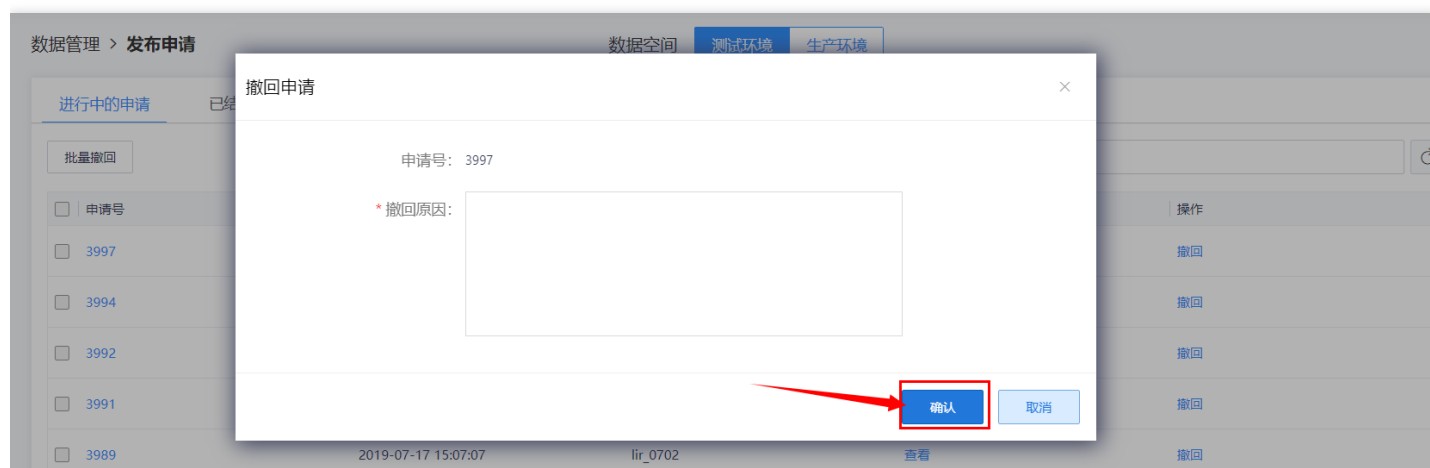 数据管理 > 发布申请 数据空间 测试环境 生产环境
撤回申请
进行中的申请 已结
批量撤回
申请号： 3997
申请号 * 撤回原因： 操作
3997 撤回
3994 撤回
3992 撤回
3991 确认 取消 撤回
3989 2019-07-17 15:07:07 lir_0702 查看 撤回